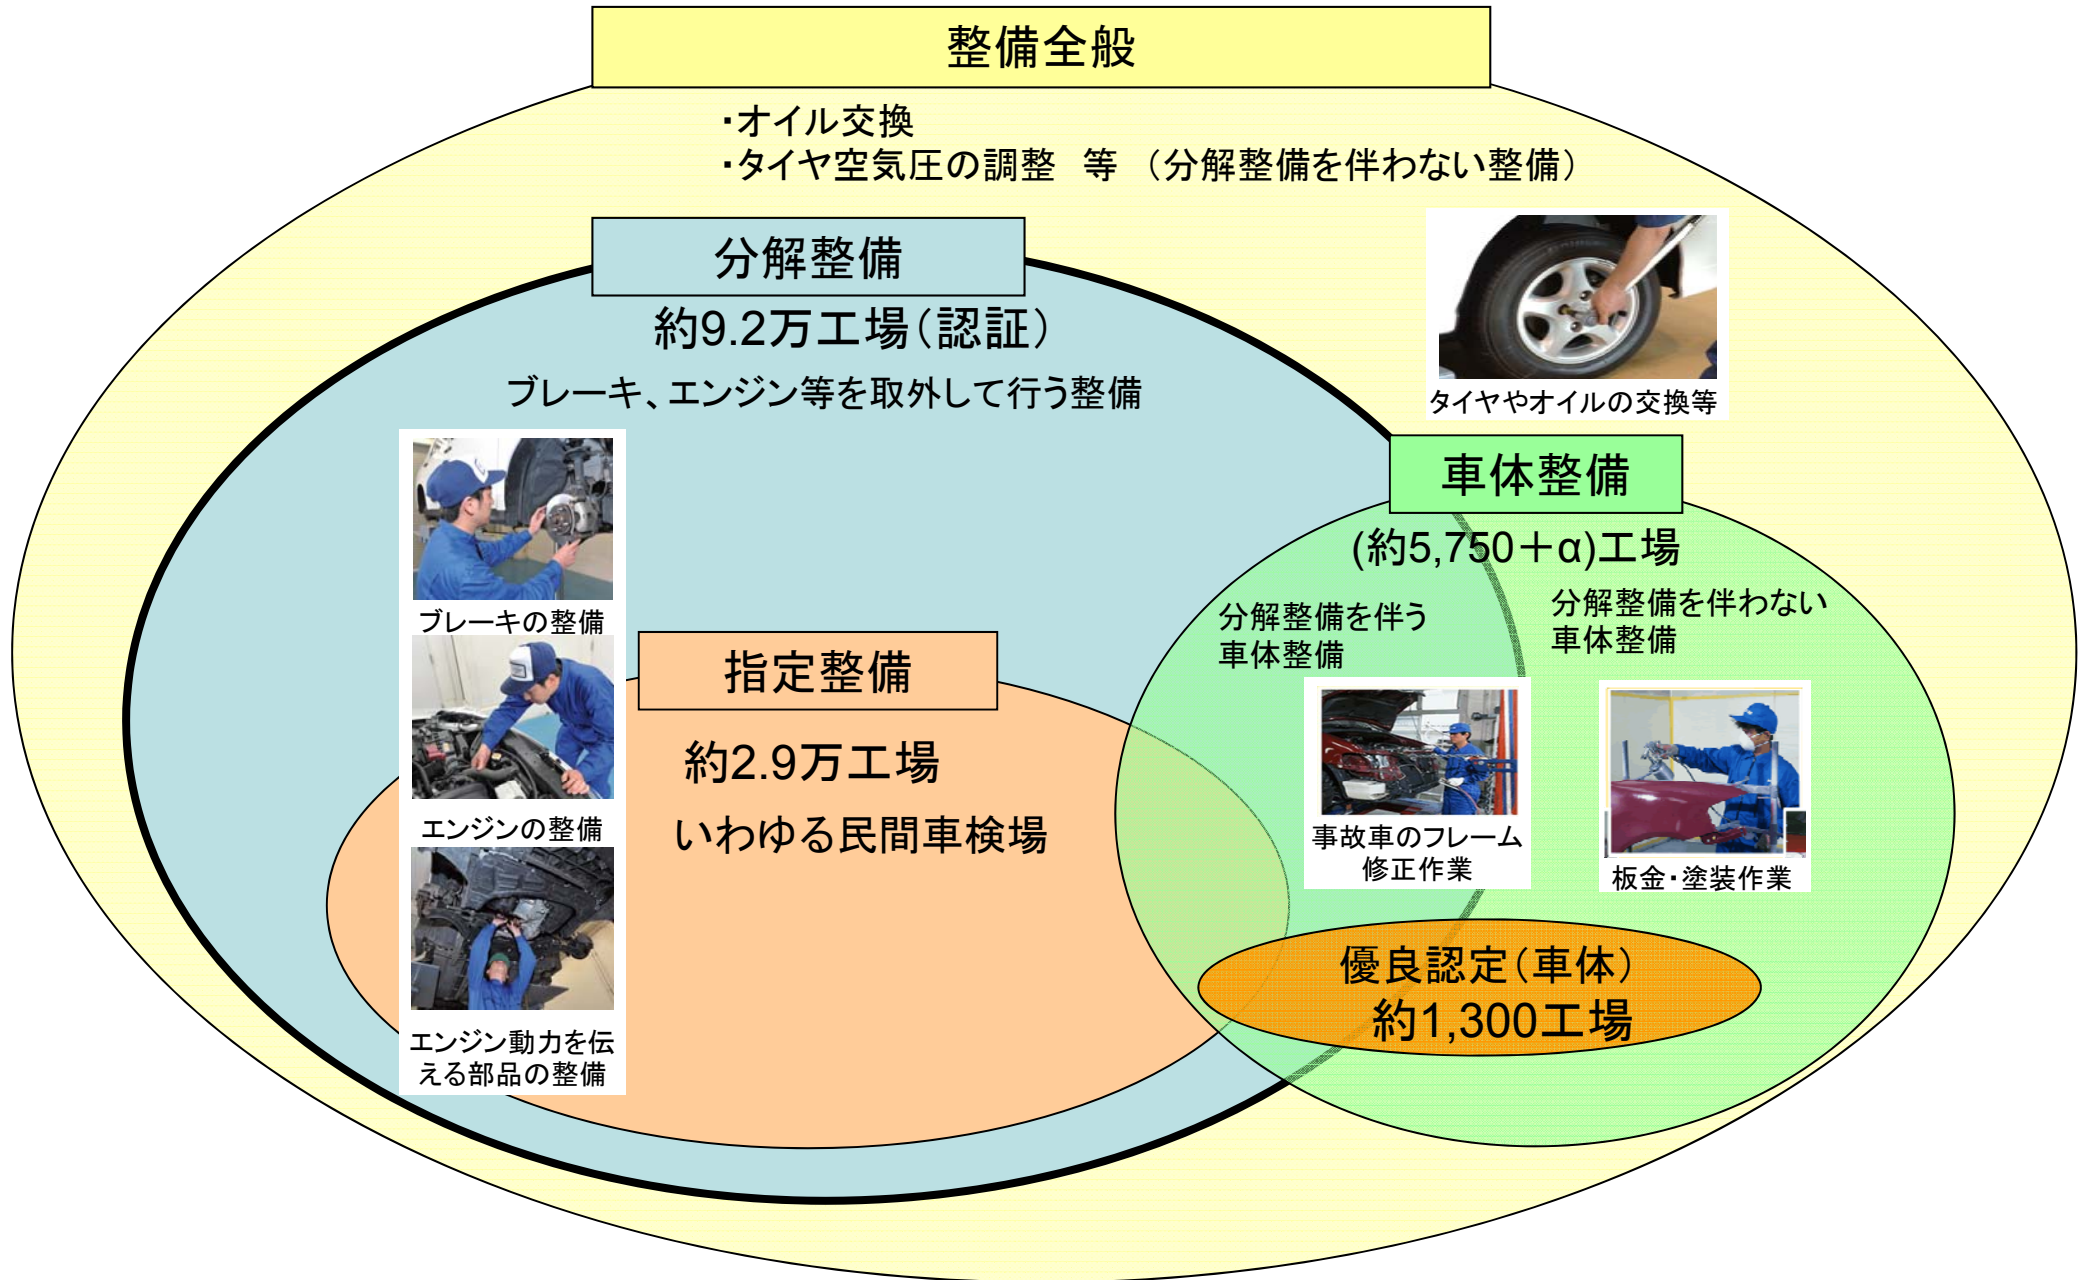 整備全般
・オイル交換
・タイヤ空気圧の調整　等　（分解整備を伴わない整備）
分解整備
約9.2万工場（認証）
ブレーキ、エンジン等を取外して行う整備
タイヤやオイルの交換等
車体整備
(約5,750＋α)工場
分解整備を伴う
車体整備
分解整備を伴わない
車体整備
ブレーキの整備
エンジンの整備
エンジン動力を伝
える部品の整備
指定整備
約2.9万工場
いわゆる民間車検場
事故車のフレーム
修正作業
板金・塗装作業
優良認定（車体）
約1,300工場